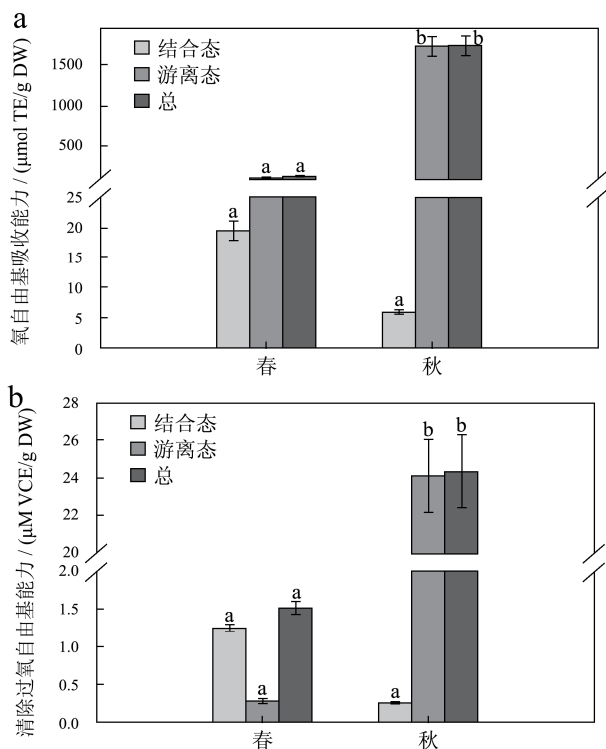 a
结合态
游离态
总
氧自由基吸收能力 / (μmol TE/g DW)
1500
1000
500
25
20
15
10
5
0
a
a
a
a
b
b
春
秋
b
结合态
游离态
总
清除过氧自由基能力 / (μM VCE/g DW)
28
26
24
22
20
2.0
1.5
1.0
0.5
0.0
a
a
a
a
b
b
春
秋